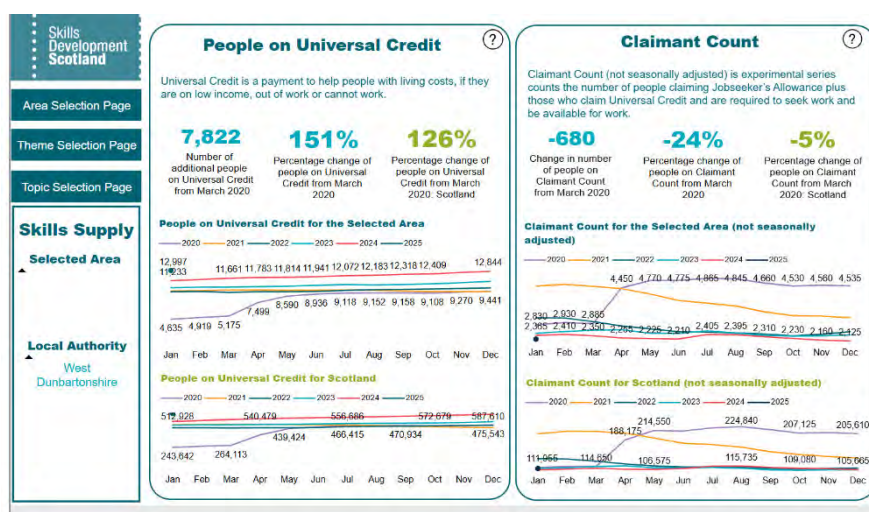 Skills
Development
Scotland
Area Selection Page
Theme Selection Page
Topic Selection Page
Skills Supply
Selected Area
Local Authority
West
Dunbartonshire
People on Universal Credit
?
Universal Credit is a payment to help people with living costs, if they
are on low income, out of work or cannot work.
7,822
Number of
additional people
on Universal Credit
from March 2020
151%
Percentage change of
people on Universal
Credit from March
2020
126%
Percentage change of
people on Universal
Credit from March
2020: Scotland
People on Universal Credit for the Selected Area
2020 2021 2022 2023 2024 2025
12,997
11,233
11,661 11,783 11,814 11,941 12,072 12,183 12,318 12,409 12,844
4,635 4,919 5,175 7,499 8,590 8,936 9,118 9,152 9,158 9,108 9,270 9,441
Jan Feb Mar Apr May Jun Jul Aug Sep Oct Nov Dec
People on Universal Credit for Scotland
2020 2021 2022 2023 2024 2025
540,479 556,686 572,679 587,610
243,642 264,113 439,424 466,415 470,934 475,543
Jan Feb Mar Apr May Jun Jul Aug Sep Oct Nov Dec
Claimant Count
?
Claimant Count (not seasonally adjusted) is experimental series
counts the number of people claiming Jobseeker's Allowance plus
those who claim Universal Credit and are required to seek work and
be available for work.
-680
Change in number
of people on
Claimant Count
from March 2020
-24%
Percentage change of
people on Claimant
Count from March
2020
-5%
Percentage change of
people on Claimant
Count from March
2020: Scotland
Claimant Count for the Selected Area (not seasonally
adjusted)
2020 2021 2022 2023 2024 2025
4,450 4,770 4,775 4,865 4,845 4,660 4,530 4,560 4,535
2,830 2,930 2,885
2,365 2,410 2,350 2,265 2,225 2,210 2,405 2,395 2,310 2,230 2,160 2,125
Jan Feb Mar Apr May Jun Jul Aug Sep Oct Nov Dec
Claimant Count for Scotland (not seasonally adjusted)
2020 2021 2022 2023 2024 2025
188,175 214,550 224,840 207,125 205,610
111,955 114,650 106,575 115,735 109,080 105,665
Jan Feb Mar Apr May Jun Jul Aug Sep Oct Nov Dec